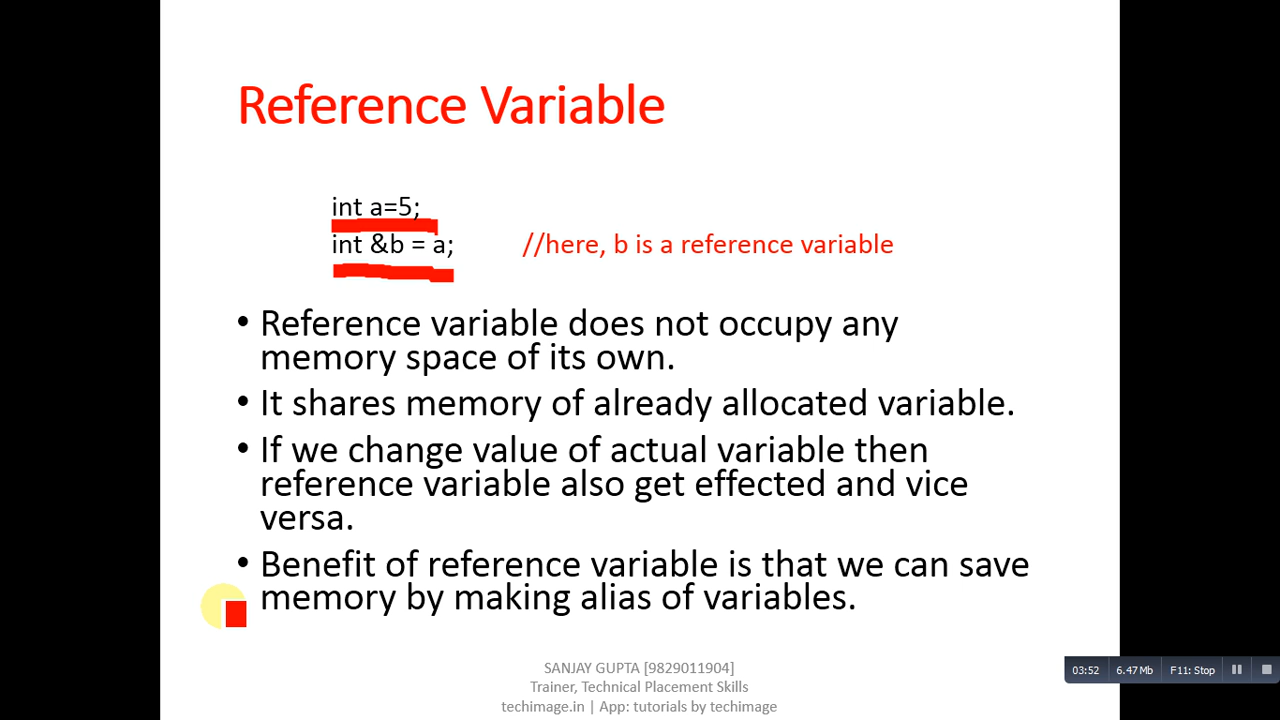 Reference Variable
int a=5;
int &b = a; //here, b is a reference variable
• Reference variable does not occupy any
memory space of its own.
• It shares memory of already allocated variable.
• If we change value of actual variable then
reference variable also get effected and vice
versa.
• Benefit of reference variable is that we can save
memory by making alias of variables.
SANJAY GUPTA [9829011904]
Trainer, Technical Placement Skills
techimage.in | App: tutorials by techimage
03:52 6.47Mb F11: Stop